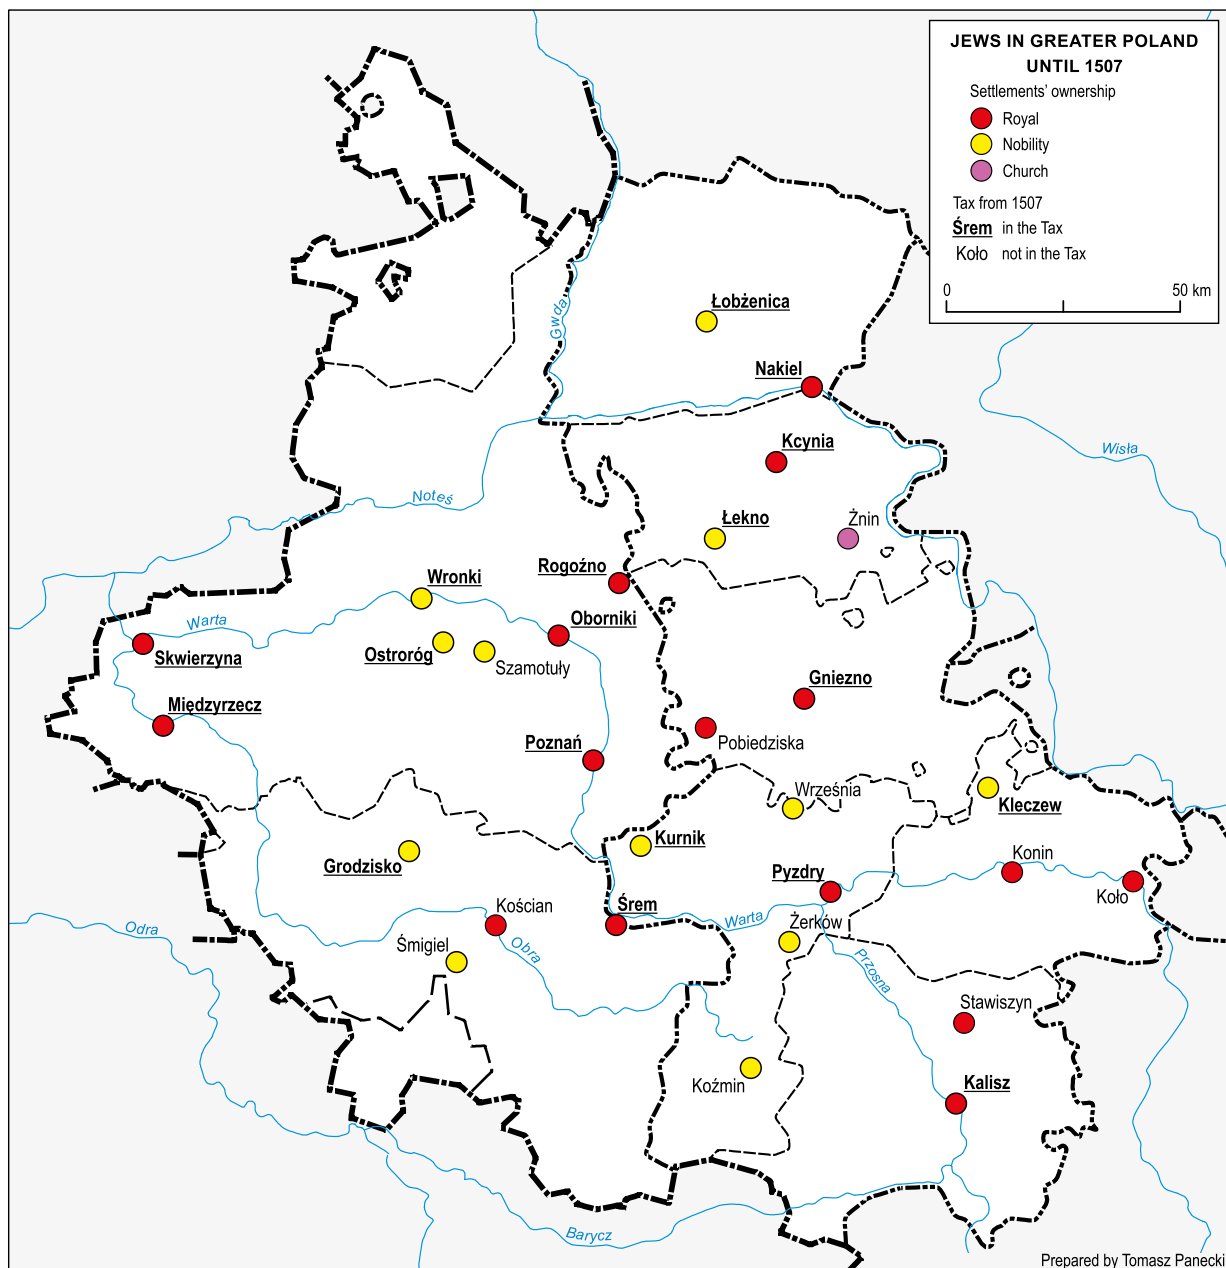 JEWS IN GREATER POLAND
UNTIL 1507
Settlements' ownership
Royal
Nobility
Church
Tax from 1507
Śrem in the Tax
Koło not in the Tax
0 50 km
Łobżenica
Gwda
Nakiel
Kcynia
Wisła
Noteś
Łekno
Żnin
Rogoźno
Wronki
Warta
Oborniki
Skwierzyna
Ostroróg
Szamotuły
Gniezno
Międzyrzecz
Poznań
Pobiedziska
Września
Kleczew
Kurnik
Grodzisko
Konin
Pyzdry
Koło
Kościan
Śrem
Warta
Żerków
Odra
Śmigiel
Obra
Przosna
Stawiszyn
Koźmin
Kalisz
Barycz
Prepared by Tomasz Panecki